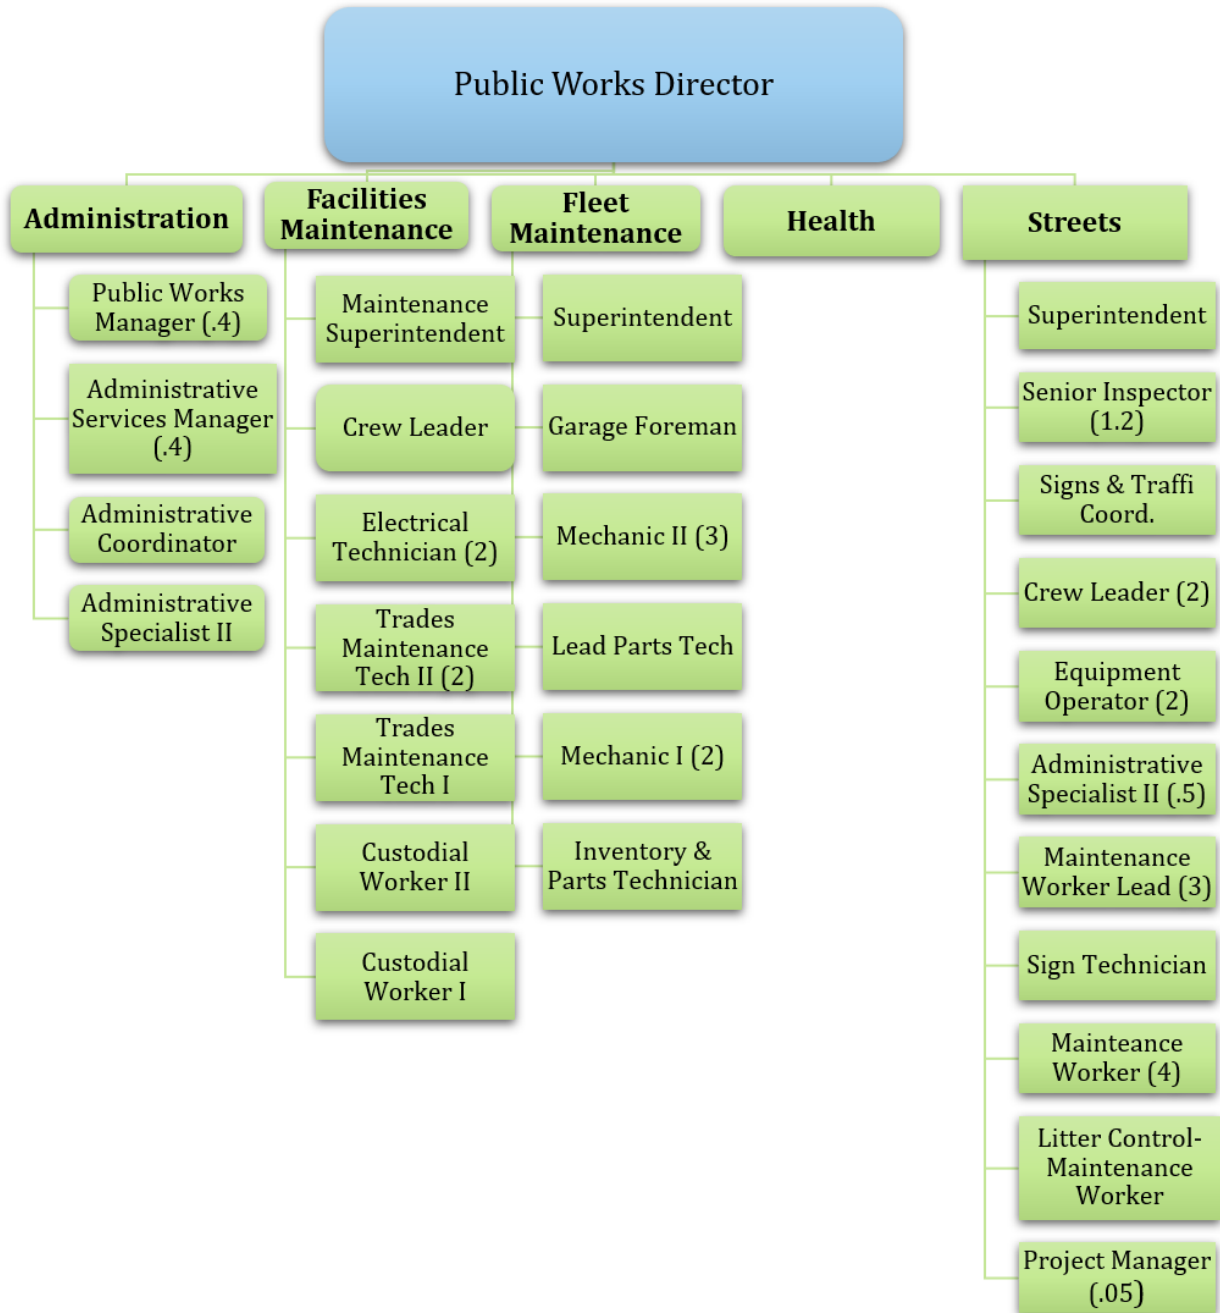 Public Works Director
Administration
Public Works
Manager (.4)
Administrative
Services Manager
(.4)
Administrative
Coordinator
Administrative
Specialist II
Facilities
Maintenance
Maintenance
Superintendent
Crew Leader
Electrical
Technician (2)
Trades
Maintenance
Tech II (2)
Trades
Maintenance
Tech I
Custodial
Worker II
Custodial
Worker I
Fleet
Maintenance
Superintendent
Garage Foreman
Mechanic II (3)
Lead Parts Tech
Mechanic I (2)
Inventory &
Parts Technician
Health
Streets
Superintendent
Senior Inspector
(1.2)
Signs & Traffi
Coord.
Crew Leader (2)
Equipment
Operator (2)
Administrative
Specialist II (.5)
Maintenance
Worker Lead (3)
Sign Technician
Mainteance
Worker (4)
Litter Control-
Maintenance
Worker
Project Manager
(.05)